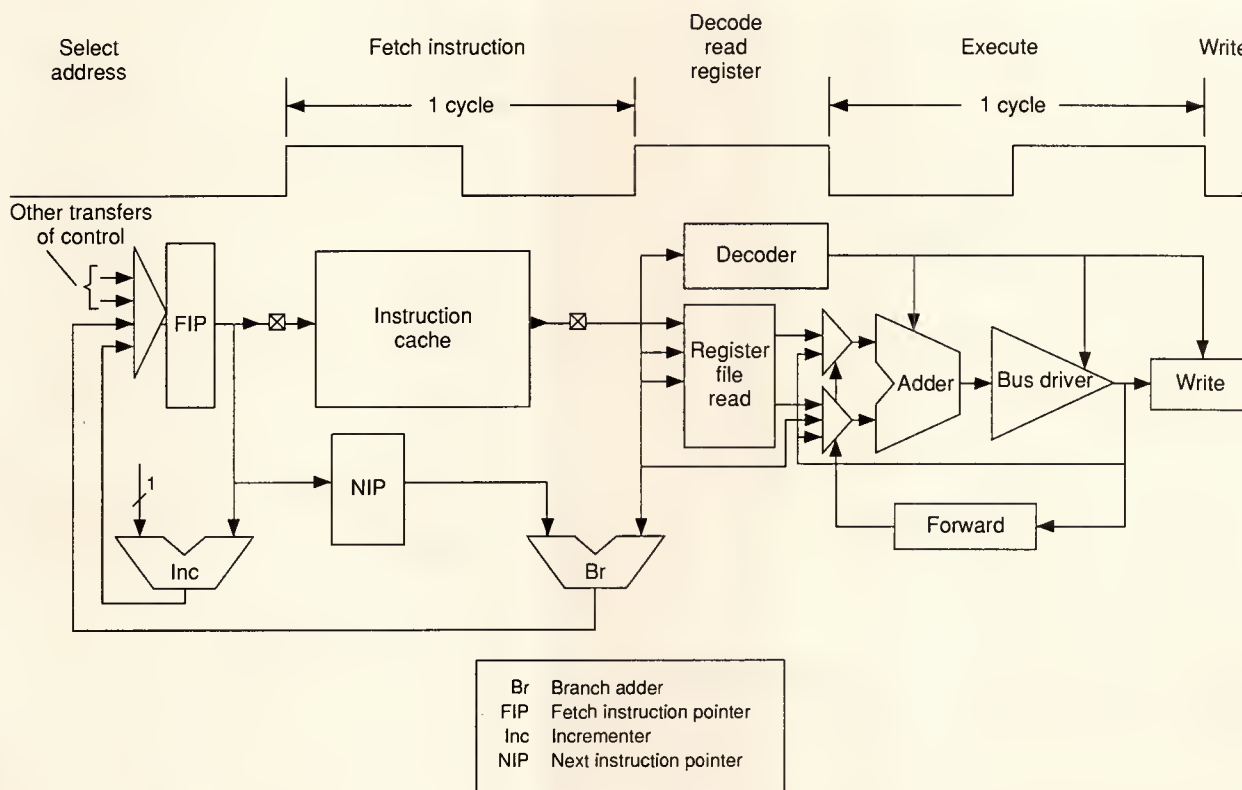 Select
address
Fetch instruction
Decode
read
register
Execute
Write
1 cycle
1 cycle
Other transfers
of control
FIP
Instruction
cache
Decoder
Register
file
read
Adder
Bus driver
Write
1
NIP
Forward
Inc
Br
Br Branch adder
FIP Fetch instruction pointer
Inc Incrementer
NIP Next instruction pointer